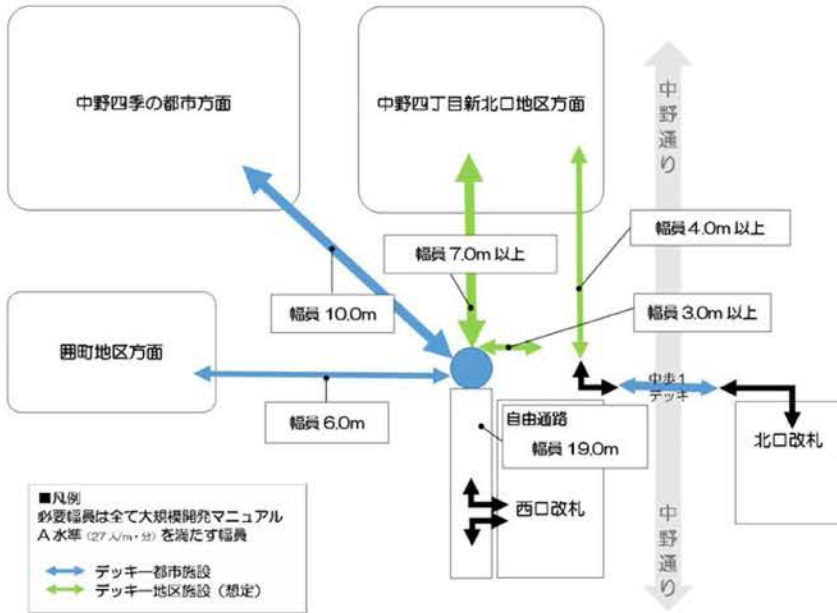 中野四季の都市方面
中野四丁目新北口地区方面
中野通り
幅員 4.0m 以上
幅員 7.0m 以上
幅員 10.0m
幅員 3.0m 以上
囲町地区方面
中歩1
デッキ
幅員 6.0m
自由通路
幅員 19.0m
北口改札
西口改札
中野通り
■凡例
必要幅員は全て大規模開発マニュアル
A 水準（27 人/m・分）を満たす幅員
デッキー都市施設
デッキー地区施設（想定）